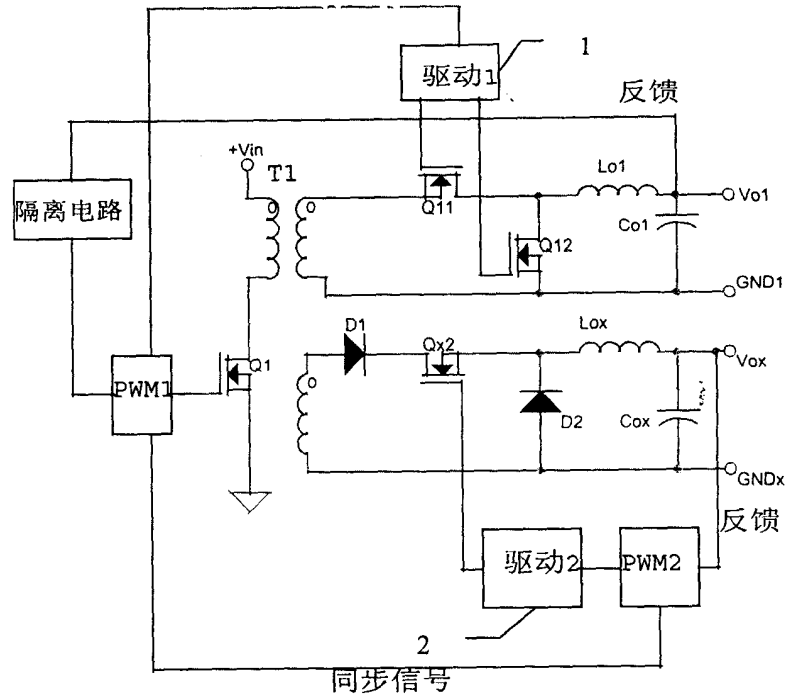 1
驱动1
反馈
+Vin
T1
Lo1
Vo1
隔离电路
Q11
Co1
Q12
GND1
D1
Lox
Qx2
Q1
Vox
PWM1
D2
Cox
GNDx
反馈
驱动2
PWM2
2
同步信号